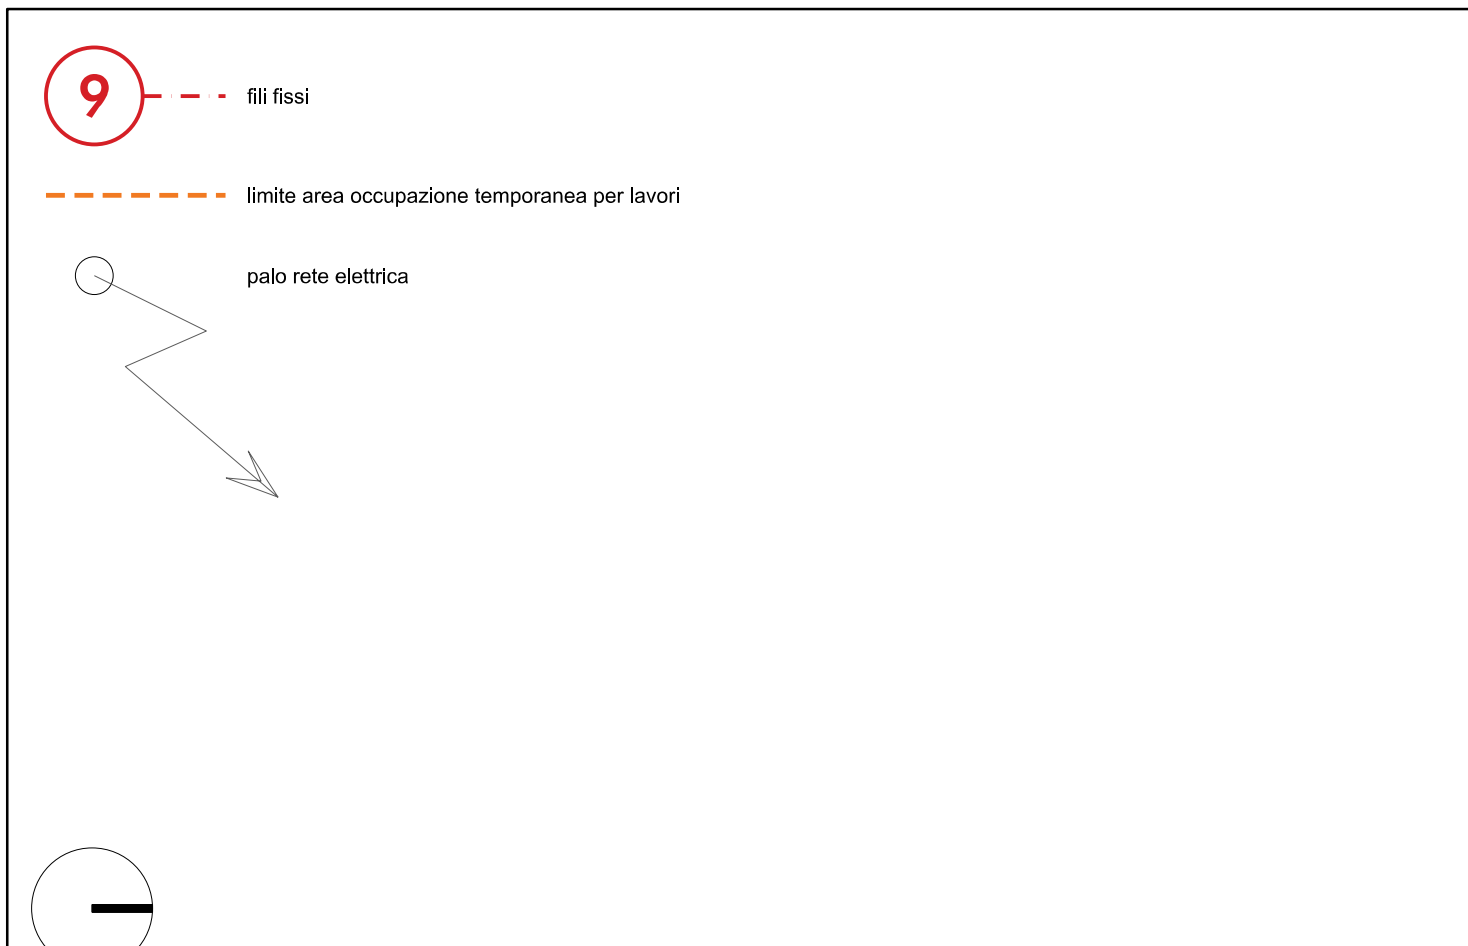 9 fili fissi
limite area occupazione temporanea per lavori
palo rete elettrica